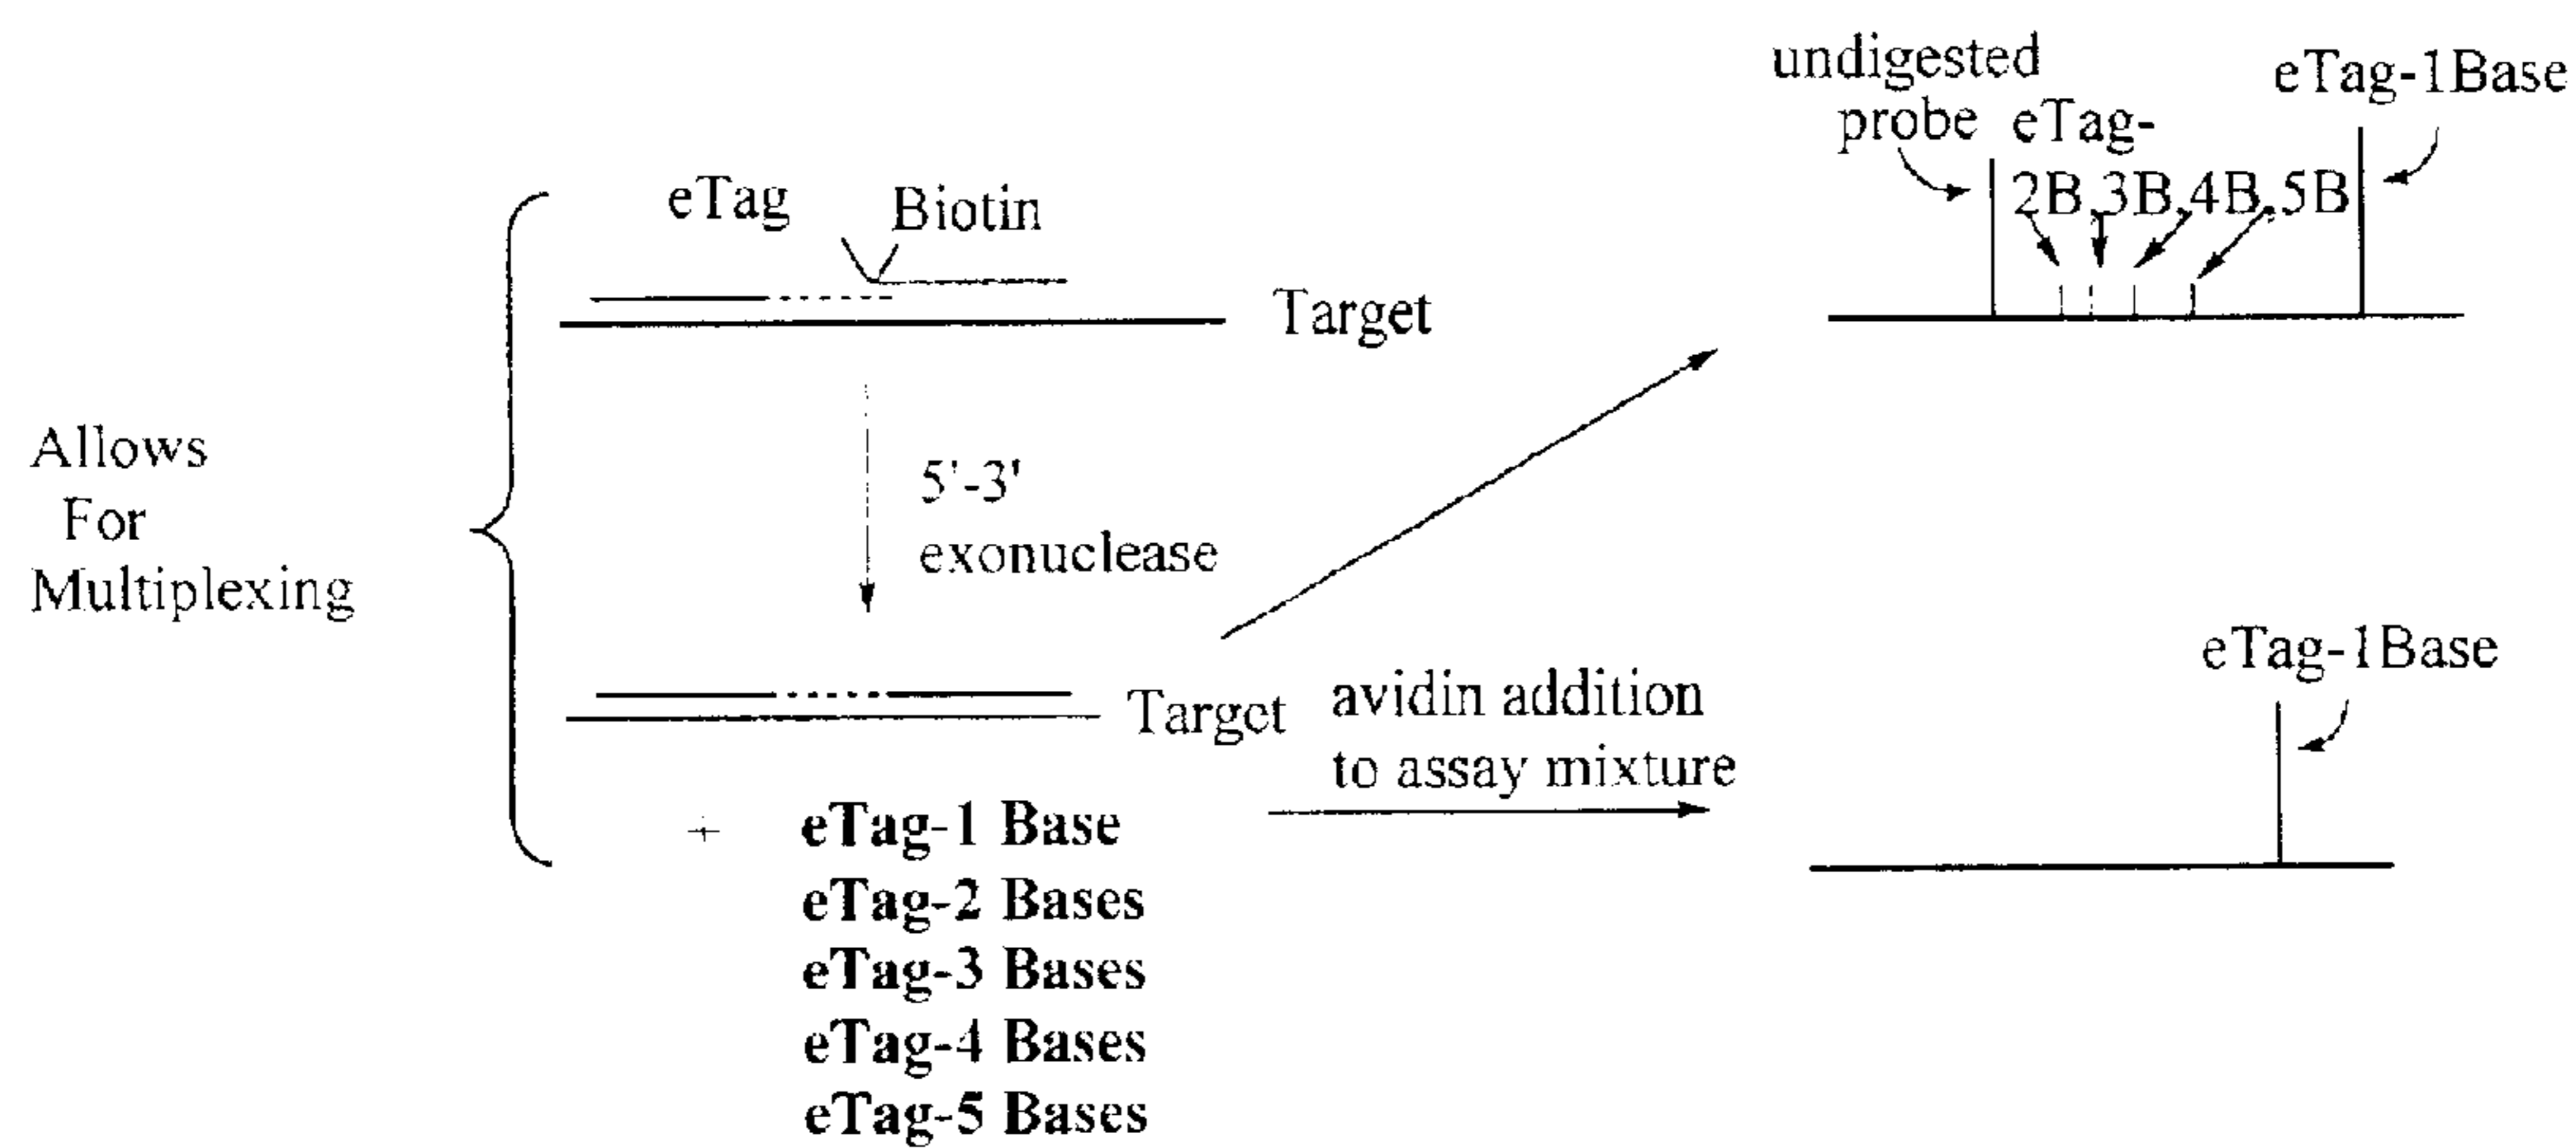 undigested
probe
eTag-
2B,3B,4B,5B
eTag-1Base
eTag
Biotin
Target
Allows
For
Multiplexing
5'-3'
exonuclease
Target
avidin addition
to assay mixture
eTag-1Base
+ eTag-1 Base
eTag-2 Bases
eTag-3 Bases
eTag-4 Bases
eTag-5 Bases